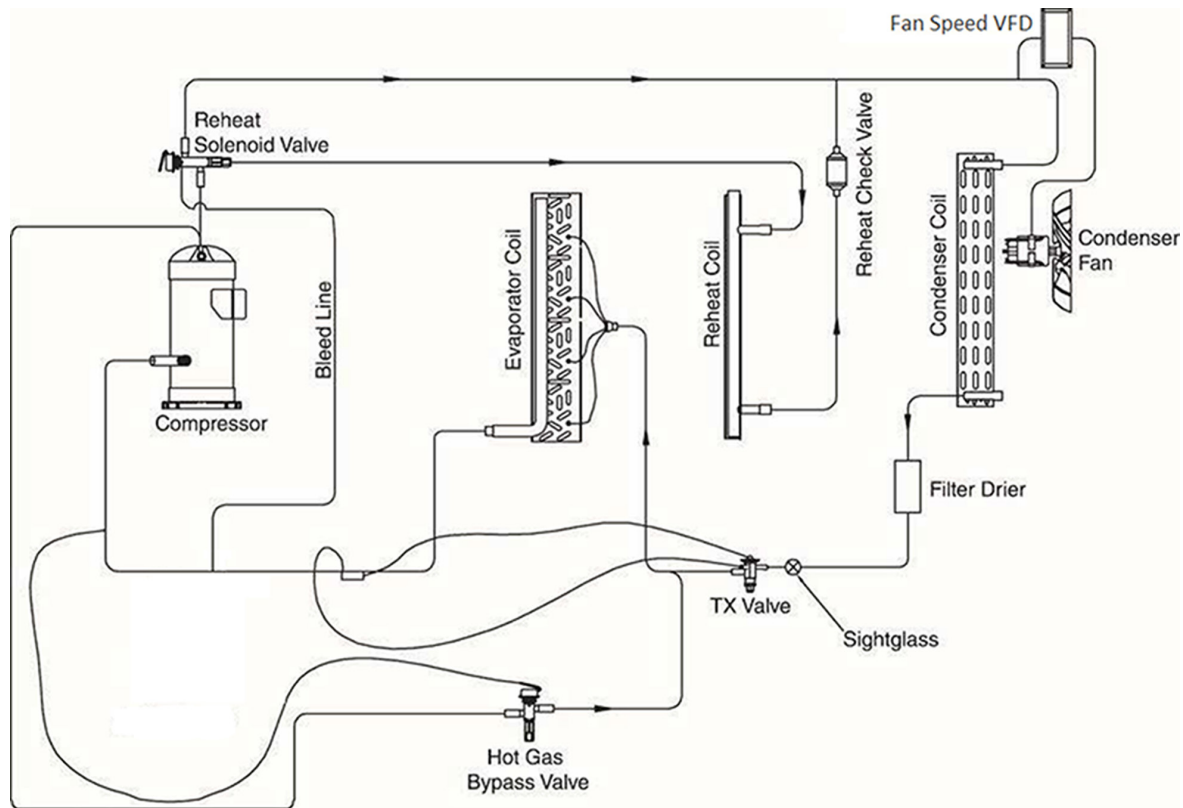 Fan Speed VFD
Reheat
Solenoid Valve
Reheat Check Valve
Condenser Coil
Condenser
Fan
Evaporator Coil
Reheat Coil
Bleed Line
Compressor
Filter Drier
TX Valve
Sightglass
Hot Gas
Bypass Valve